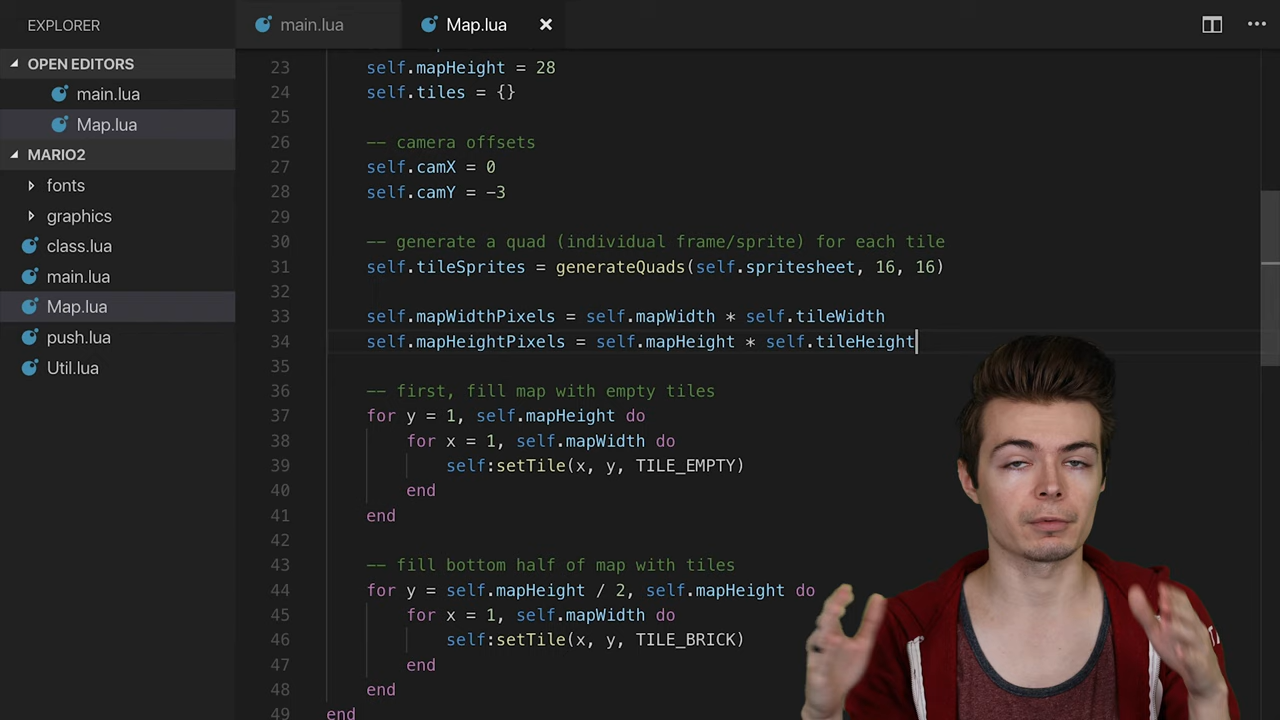 EXPLORER
main.lua
Map.lua
OPEN EDITORS
main.lua
Map.lua
MARIO2
fonts
graphics
class.lua
main.lua
Map.lua
push.lua
Util.lua
23 self.mapHeight = 28
24 self.tiles = {}
25
26 -- camera offsets
27 self.camX = 0
28 self.camY = -3
29
30 -- generate a quad (individual frame/sprite) for each tile
31 self.tileSprites = generateQuads(self.spritesheet, 16, 16)
32
33 self.mapWidthPixels = self.mapWidth * self.tileWidth
34 self.mapHeightPixels = self.mapHeight * self.tileHeight
35
36 -- first, fill map with empty tiles
37 for y = 1, self.mapHeight do
38 for x = 1, self.mapWidth do
39 self:setTile(x, y, TILE_EMPTY)
40 end
41 end
42
43 -- fill bottom half of map with tiles
44 for y = self.mapHeight / 2, self.mapHeight do
45 for x = 1, self.mapWidth do
46 self:setTile(x, y, TILE_BRICK)
47 end
48 end
49 end